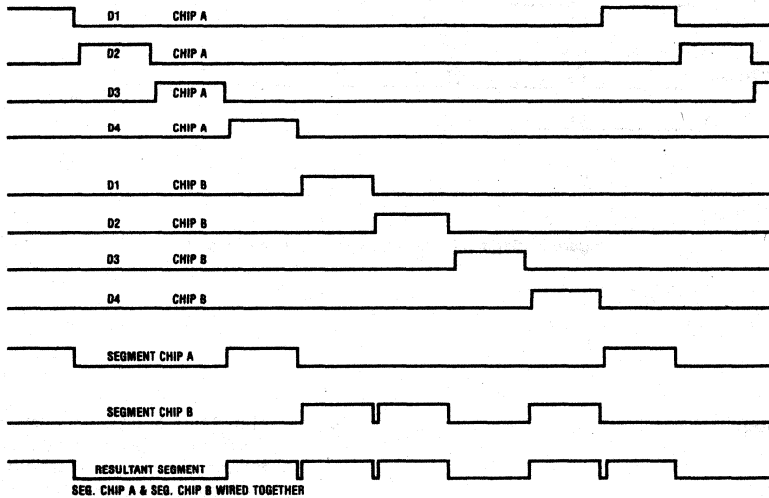 D1 CHIP A
D2 CHIP A
D3 CHIP A
D4 CHIP A
D1 CHIP B
D2 CHIP B
D3 CHIP B
D4 CHIP B
SEGMENT CHIP A
SEGMENT CHIP B
RESULTANT SEGMENT
SEG. CHIP A & SEG. CHIP B WIRED TOGETHER